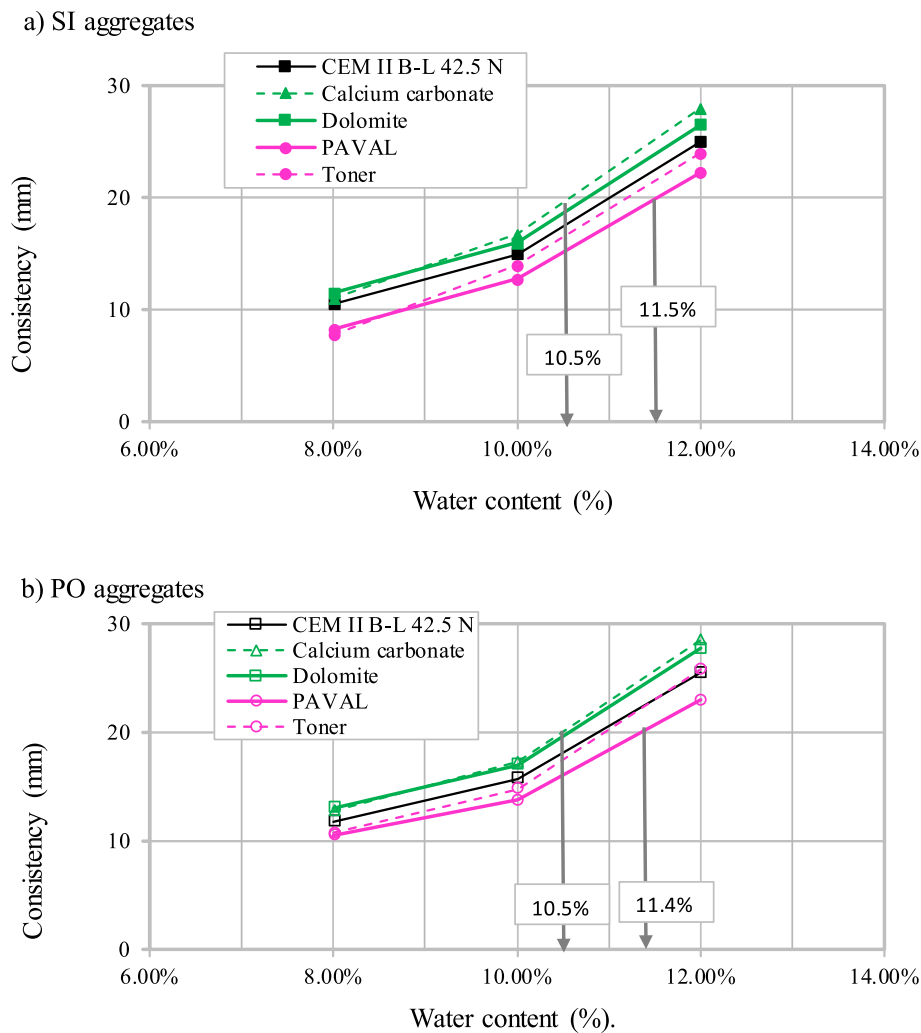 a) SI aggregates
30
20
10
0
Consistency (mm)
CEM II B-L 42.5 N
Calcium carbonate
Dolomite
PAVAL
Toner
11.5%
10.5%
6.00% 8.00% 10.00% 12.00% 14.00%
Water content (%)
b) PO aggregates
30
20
10
0
Consistency (mm)
CEM II B-L 42.5 N
Calcium carbonate
Dolomite
PAVAL
Toner
10.5% 11.4%
6.00% 8.00% 10.00% 12.00% 14.00%
Water content (%).